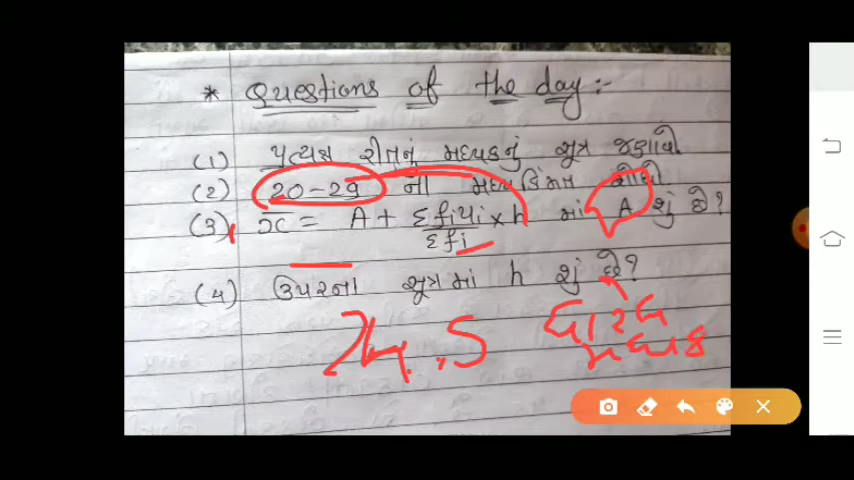 * Questions of the day :-
(1) પ્રત્યક્ષ રીતનું મધ્યકનું સૂત્ર જણાવો
(2) 20-29 ના મધ્યકિંમત શોધો
(3) x̄ = A + Σfiui/Σfi × h માં A શું છે?
(૫) ઉપરના સૂત્ર માં h શું છે?
24.5
ધારેલ
મધ્યક